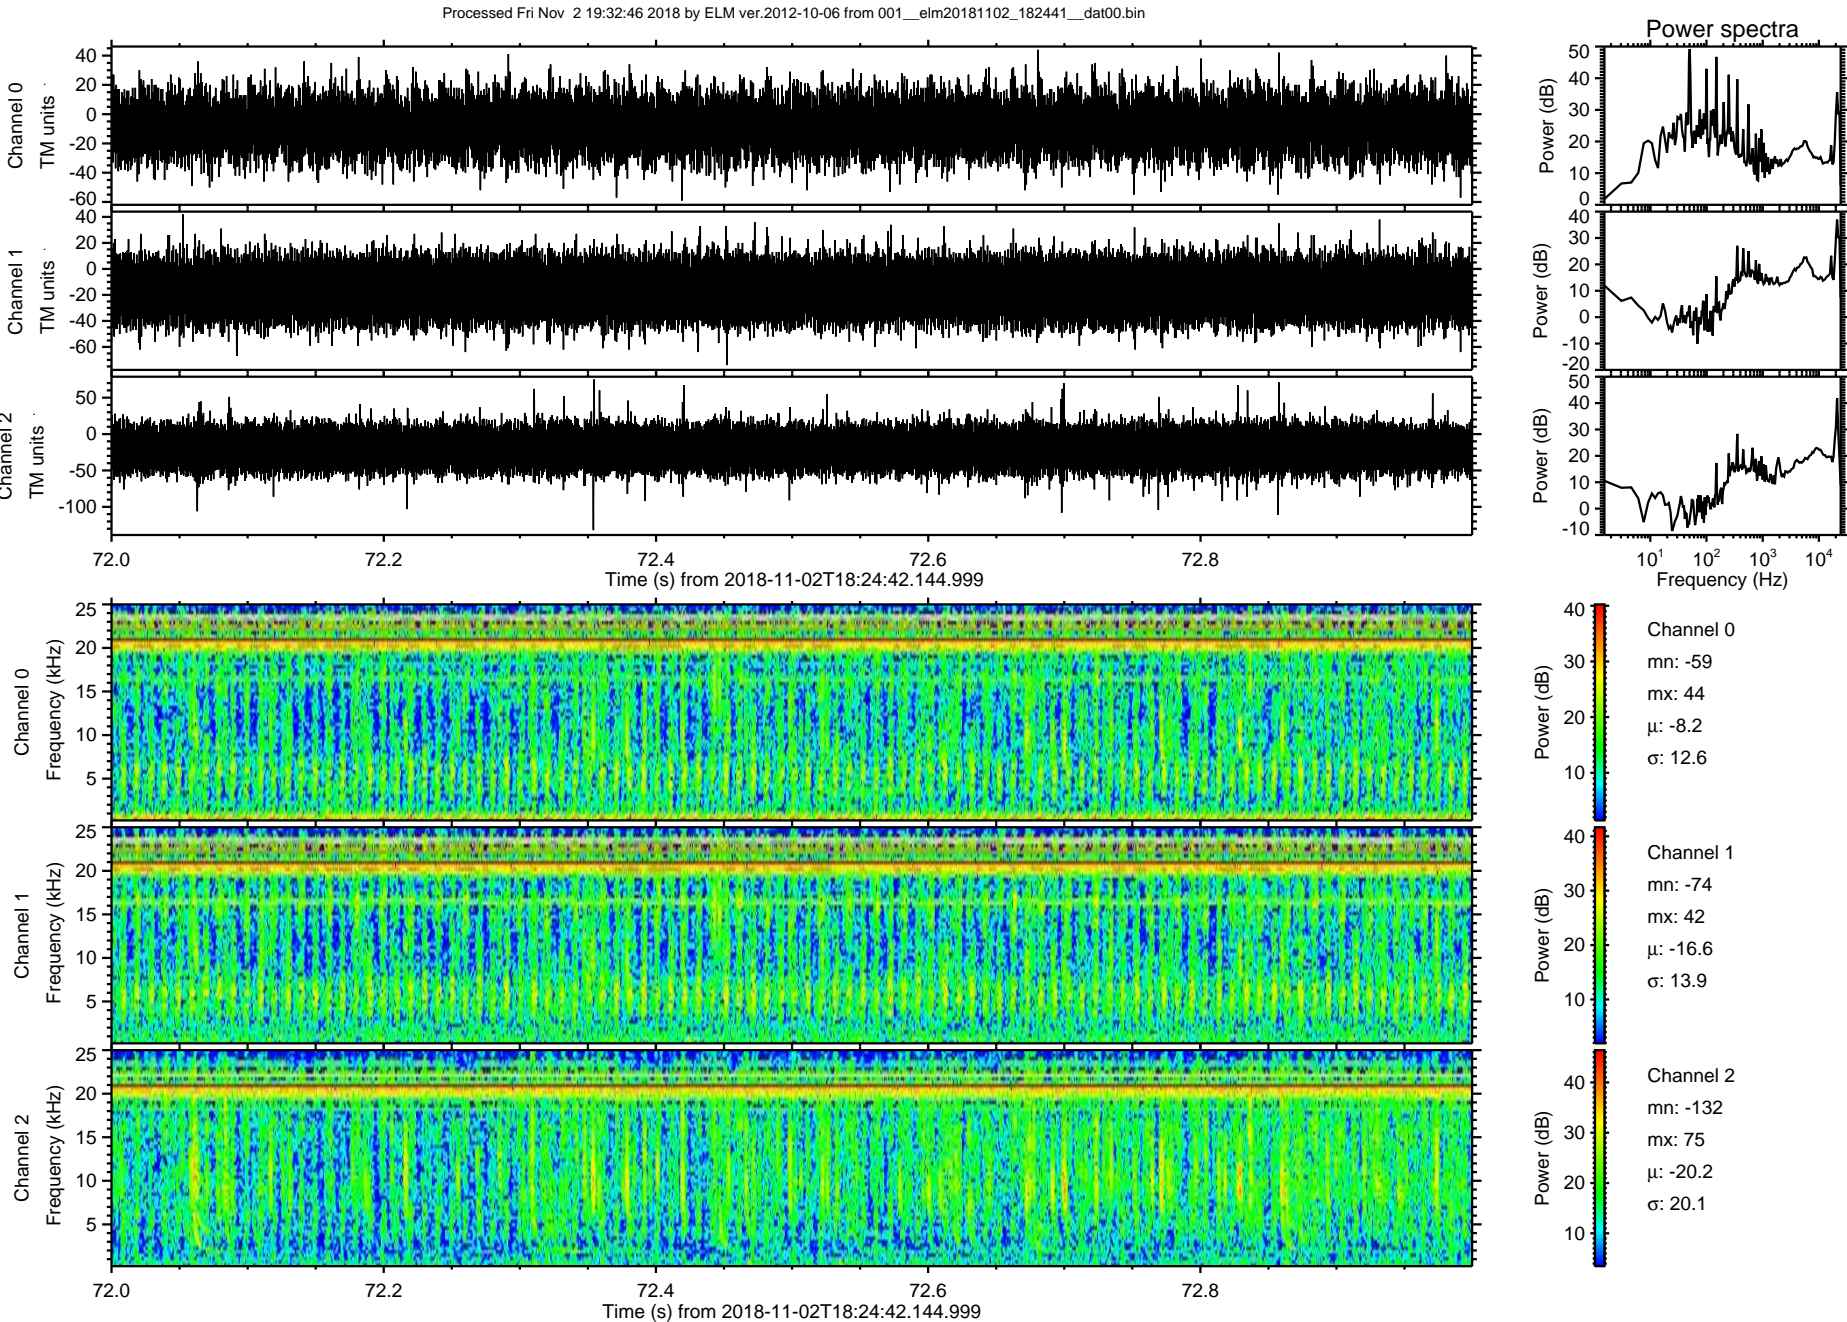 Processed Fri Nov  2 19:32:46 2018 by ELM ver.2012-10-06 from 001__elm20181102_182441__dat00.bin
Power spectra
Channel 0
TM units
40
20
0
-20
-40
-60
Power (dB)
50
40
30
20
10
0
Channel 1
TM units
40
20
0
-20
-40
-60
Power (dB)
40
30
20
10
0
-10
-20
Channel 2
TM units
50
0
-50
-100
Power (dB)
50
40
30
20
10
0
-10
72.0 72.2 72.4 72.6 72.8
Time (s) from 2018-11-02T18:24:42.144.999
10^1 10^2 10^3 10^4
Frequency (Hz)
Channel 0
Frequency (kHz)
25
20
15
10
5
Power (dB)
40
30
20
10
Channel 0
mn: -59
mx: 44
μ: -8.2
σ: 12.6
Channel 1
Frequency (kHz)
25
20
15
10
5
Power (dB)
40
30
20
10
Channel 1
mn: -74
mx: 42
μ: -16.6
σ: 13.9
Channel 2
Frequency (kHz)
25
20
15
10
5
Power (dB)
40
30
20
10
Channel 2
mn: -132
mx: 75
μ: -20.2
σ: 20.1
72.0 72.2 72.4 72.6 72.8
Time (s) from 2018-11-02T18:24:42.144.999